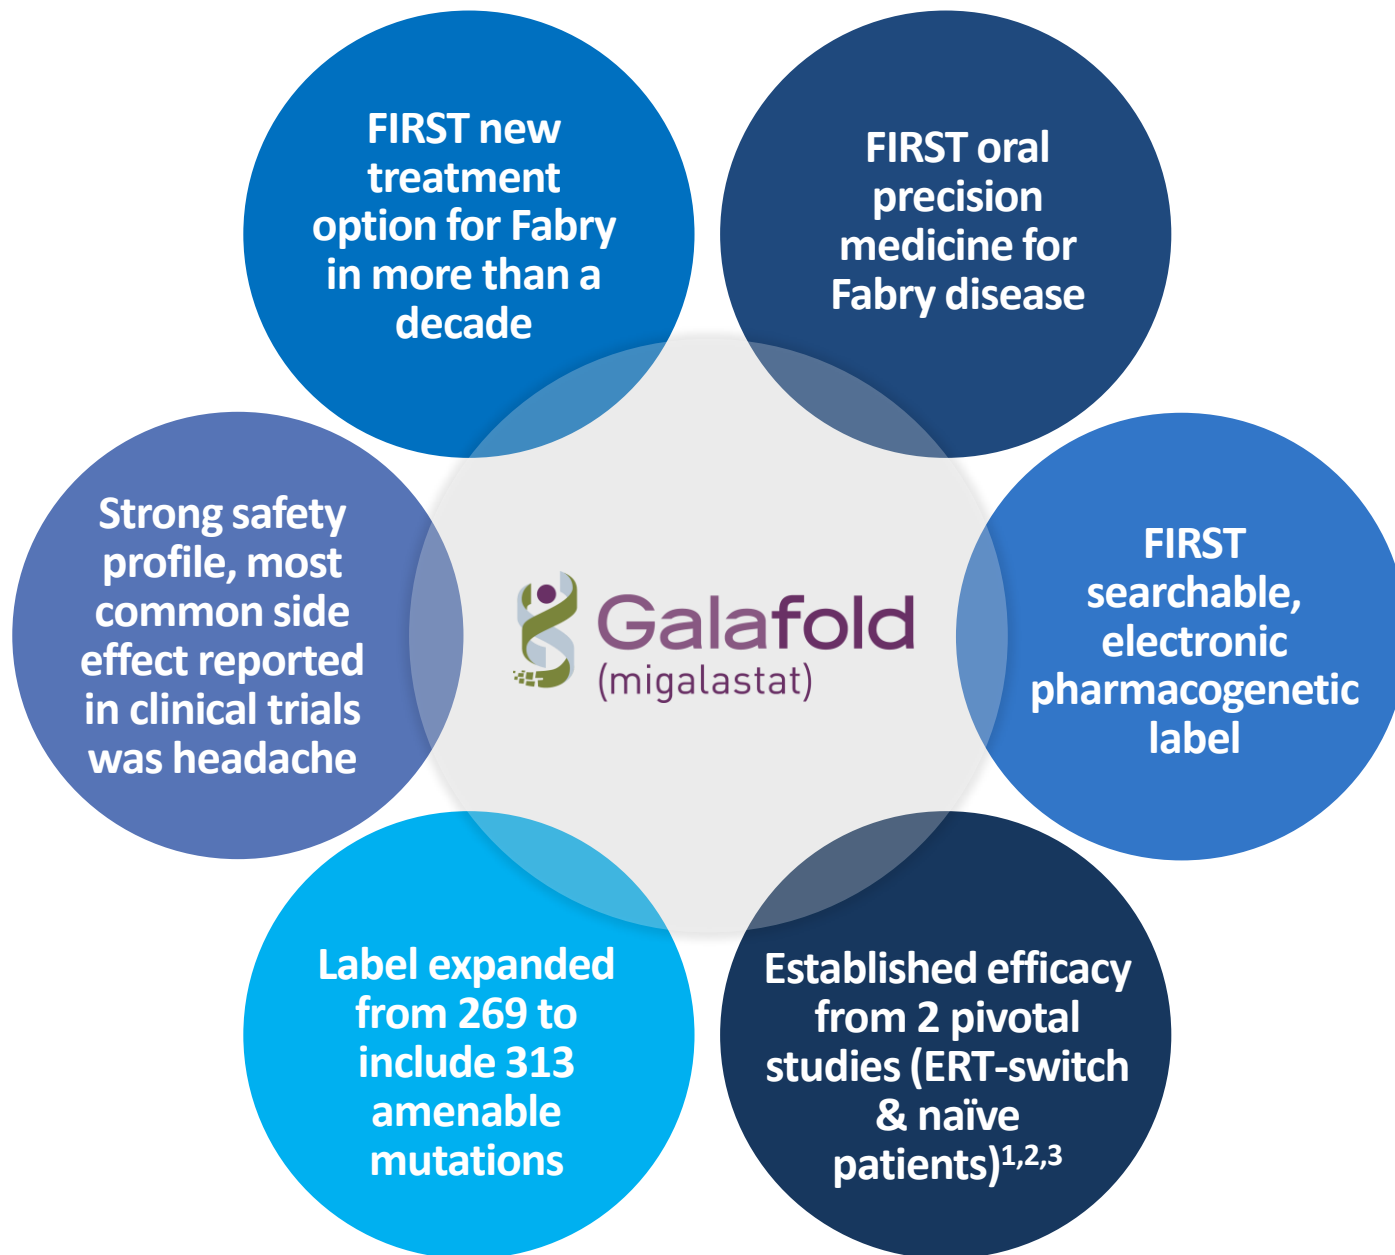 FIRST new
treatment
option for Fabry
in more than a
decade
FIRST oral
precision
medicine for
Fabry disease
Strong safety
profile, most
common side
effect reported
in clinical trials
was headache
Galafold
(migalastat)
FIRST
searchable,
electronic
pharmacogenetic
label
Label expanded
from 269 to
include 313
amenable
mutations
Established efficacy
from 2 pivotal
studies (ERT-switch
& naïve
patients)1,2,3